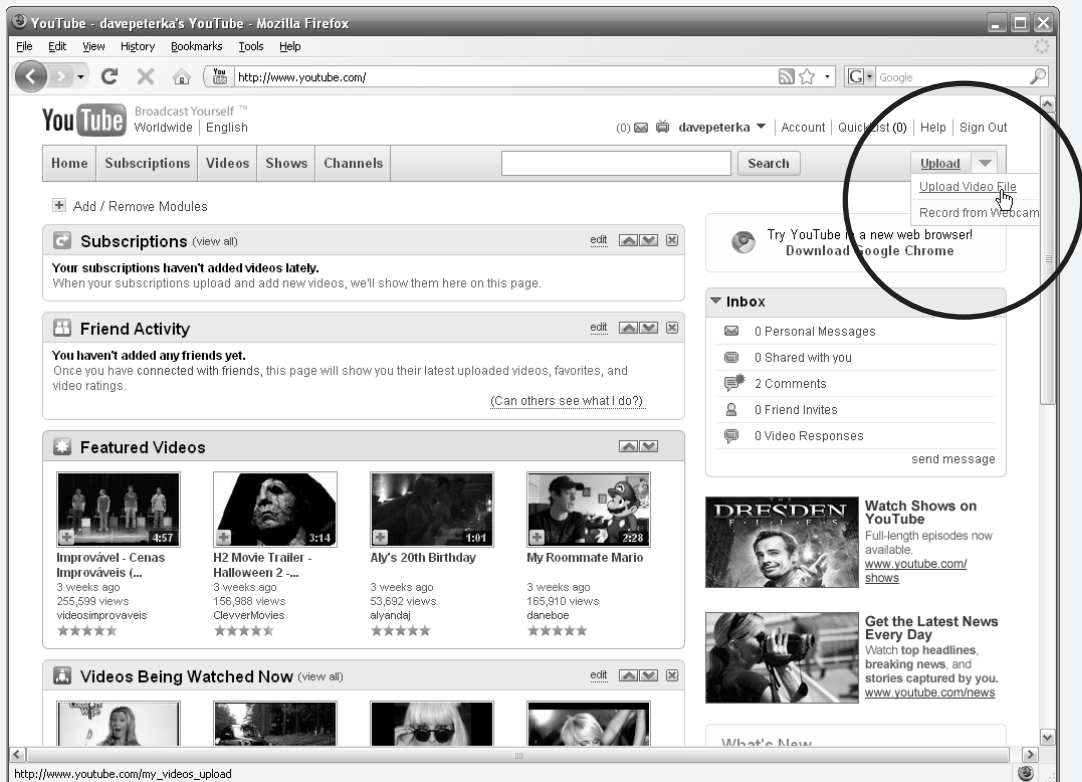 YouTube - davepeterka's YouTube - Mozilla Firefox
File Edit View History Bookmarks Tools Help
You http://www.youtube.com/ G Google
You Tube Broadcast Yourself ™
Worldwide | English
(0) davepeterka | Account | QuickList (0) | Help | Sign Out
Home Subscriptions Videos Shows Channels Search Upload
Upload Video File
Record from Webcam
+ Add / Remove Modules
Subscriptions (view all) edit
Your subscriptions haven't added videos lately.
When your subscriptions upload and add new videos, we'll show them here on this page.
Friend Activity edit
You haven't added any friends yet.
Once you have connected with friends, this page will show you their latest uploaded videos, favorites, and
video ratings.
(Can others see what I do?)
Featured Videos
4:57 3:14 1:01 2:28
Improvável - Cenas
Improváveis (...
3 weeks ago
255,599 views
videosimprovaveis
H2 Movie Trailer -
Halloween 2 -...
3 weeks ago
156,988 views
ClevverMovies
Aly's 20th Birthday
3 weeks ago
53,692 views
alyandaj
My Roommate Mario
3 weeks ago
165,910 views
daneboe
Videos Being Watched Now (view all) edit
Try YouTube in a new web browser!
Download Google Chrome
Inbox
0 Personal Messages
0 Shared with you
2 Comments
0 Friend Invites
0 Video Responses
send message
THE
DRESDEN
FILES
Watch Shows on
YouTube
Full-length episodes now
available.
www.youtube.com/
shows
Get the Latest News
Every Day
Watch top headlines,
breaking news, and
stories captured by you.
www.youtube.com/news
What's New
http://www.youtube.com/my_videos_upload